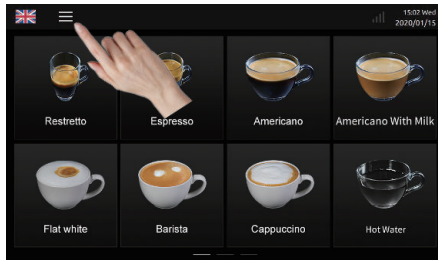 15:02 Wed
2020/01/15
Restretto
Espresso
Americano
Americano With Milk
Flat white
Barista
Cappuccino
Hot Water